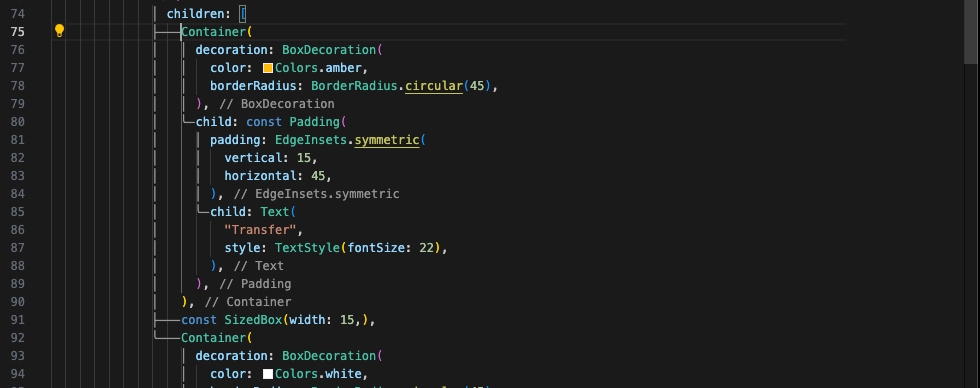 74 children: [
75 Container(
76 decoration: BoxDecoration(
77 color: Colors.amber,
78 borderRadius: BorderRadius.circular(45),
79 ), // BoxDecoration
80 child: const Padding(
81 padding: EdgeInsets.symmetric(
82 vertical: 15,
83 horizontal: 45,
84 ), // EdgeInsets.symmetric
85 child: Text(
86 "Transfer",
87 style: TextStyle(fontSize: 22),
88 ), // Text
89 ), // Padding
90 ), // Container
91 const SizedBox(width: 15,),
92 Container(
93 decoration: BoxDecoration(
94 color: Colors.white,